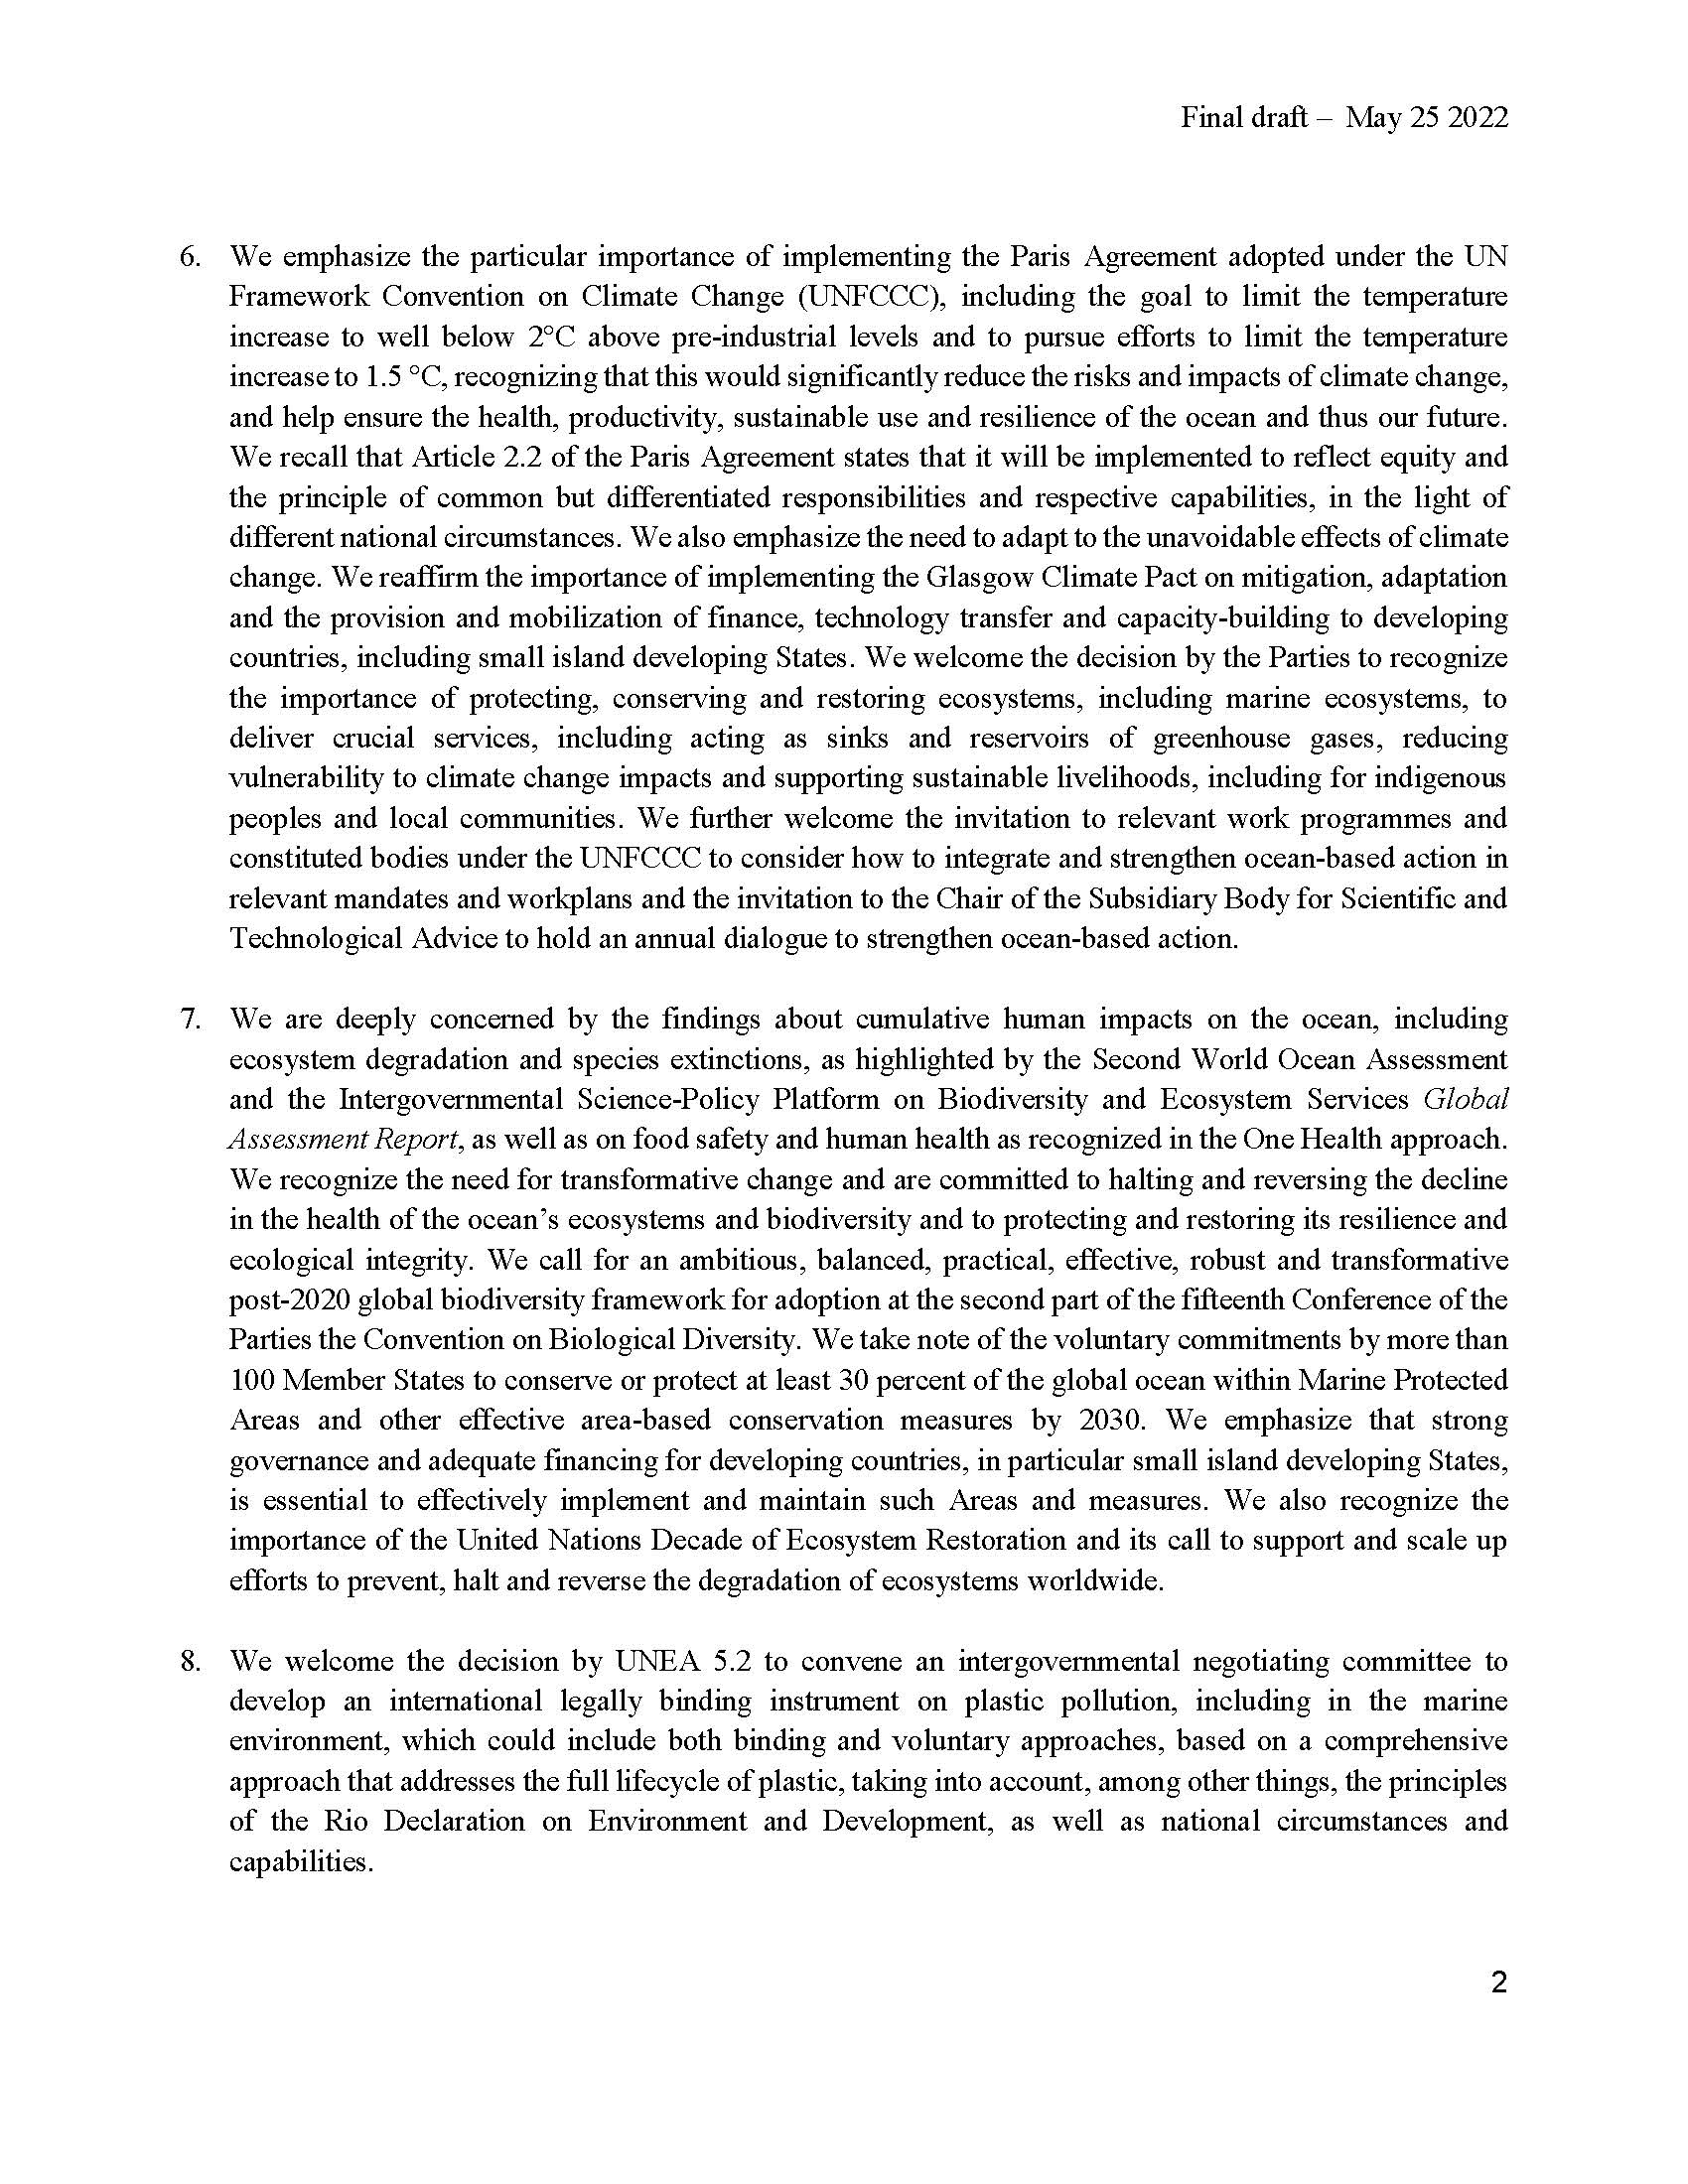 Final draft – May 25 2022
6. We emphasize the particular importance of implementing the Paris Agreement adopted under the UN
Framework Convention on Climate Change (UNFCCC), including the goal to limit the temperature
increase to well below 2°C above pre-industrial levels and to pursue efforts to limit the temperature
increase to 1.5 °C, recognizing that this would significantly reduce the risks and impacts of climate change,
and help ensure the health, productivity, sustainable use and resilience of the ocean and thus our future.
We recall that Article 2.2 of the Paris Agreement states that it will be implemented to reflect equity and
the principle of common but differentiated responsibilities and respective capabilities, in the light of
different national circumstances. We also emphasize the need to adapt to the unavoidable effects of climate
change. We reaffirm the importance of implementing the Glasgow Climate Pact on mitigation, adaptation
and the provision and mobilization of finance, technology transfer and capacity-building to developing
countries, including small island developing States. We welcome the decision by the Parties to recognize
the importance of protecting, conserving and restoring ecosystems, including marine ecosystems, to
deliver crucial services, including acting as sinks and reservoirs of greenhouse gases, reducing
vulnerability to climate change impacts and supporting sustainable livelihoods, including for indigenous
peoples and local communities. We further welcome the invitation to relevant work programmes and
constituted bodies under the UNFCCC to consider how to integrate and strengthen ocean-based action in
relevant mandates and workplans and the invitation to the Chair of the Subsidiary Body for Scientific and
Technological Advice to hold an annual dialogue to strengthen ocean-based action.
7. We are deeply concerned by the findings about cumulative human impacts on the ocean, including
ecosystem degradation and species extinctions, as highlighted by the Second World Ocean Assessment
and the Intergovernmental Science-Policy Platform on Biodiversity and Ecosystem Services Global
Assessment Report, as well as on food safety and human health as recognized in the One Health approach.
We recognize the need for transformative change and are committed to halting and reversing the decline
in the health of the ocean’s ecosystems and biodiversity and to protecting and restoring its resilience and
ecological integrity. We call for an ambitious, balanced, practical, effective, robust and transformative
post-2020 global biodiversity framework for adoption at the second part of the fifteenth Conference of the
Parties the Convention on Biological Diversity. We take note of the voluntary commitments by more than
100 Member States to conserve or protect at least 30 percent of the global ocean within Marine Protected
Areas and other effective area-based conservation measures by 2030. We emphasize that strong
governance and adequate financing for developing countries, in particular small island developing States,
is essential to effectively implement and maintain such Areas and measures. We also recognize the
importance of the United Nations Decade of Ecosystem Restoration and its call to support and scale up
efforts to prevent, halt and reverse the degradation of ecosystems worldwide.
8. We welcome the decision by UNEA 5.2 to convene an intergovernmental negotiating committee to
develop an international legally binding instrument on plastic pollution, including in the marine
environment, which could include both binding and voluntary approaches, based on a comprehensive
approach that addresses the full lifecycle of plastic, taking into account, among other things, the principles
of the Rio Declaration on Environment and Development, as well as national circumstances and
capabilities.
2